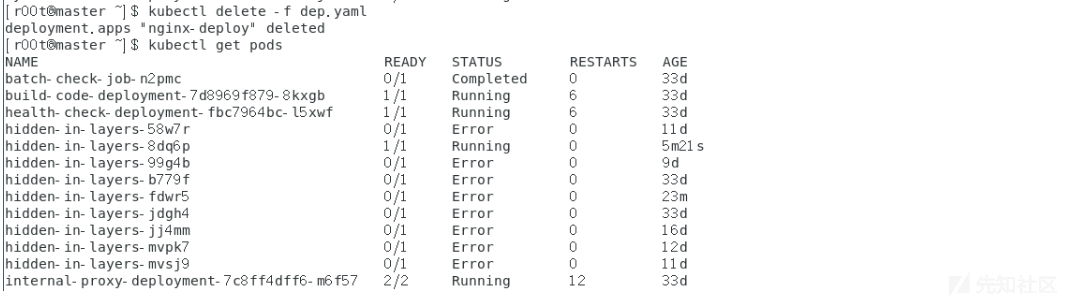 [r00t@master ~]$ kubectl delete -f dep.yaml
deployment.apps "nginx-deploy" deleted
[r00t@master ~]$ kubectl get pods
NAME READY STATUS RESTARTS AGE
batch-check-job-n2pmc 0/1 Completed 0 33d
build-code-deployment-7d8969f879-8kxgb 1/1 Running 6 33d
health-check-deployment-fbc7964bc-l5xwf 1/1 Running 6 33d
hidden-in-layers-58w7r 0/1 Error 0 11d
hidden-in-layers-8dq6p 1/1 Running 0 5m21s
hidden-in-layers-99g4b 0/1 Error 0 9d
hidden-in-layers-b779f 0/1 Error 0 33d
hidden-in-layers-fdwr5 0/1 Error 0 23m
hidden-in-layers-jdgh4 0/1 Error 0 33d
hidden-in-layers-jj4mm 0/1 Error 0 16d
hidden-in-layers-mvpk7 0/1 Error 0 12d
hidden-in-layers-mvsj9 0/1 Error 0 11d
internal-proxy-deployment-7c8ff4dff6-m6f57 2/2 Running 12 33d
先知社区